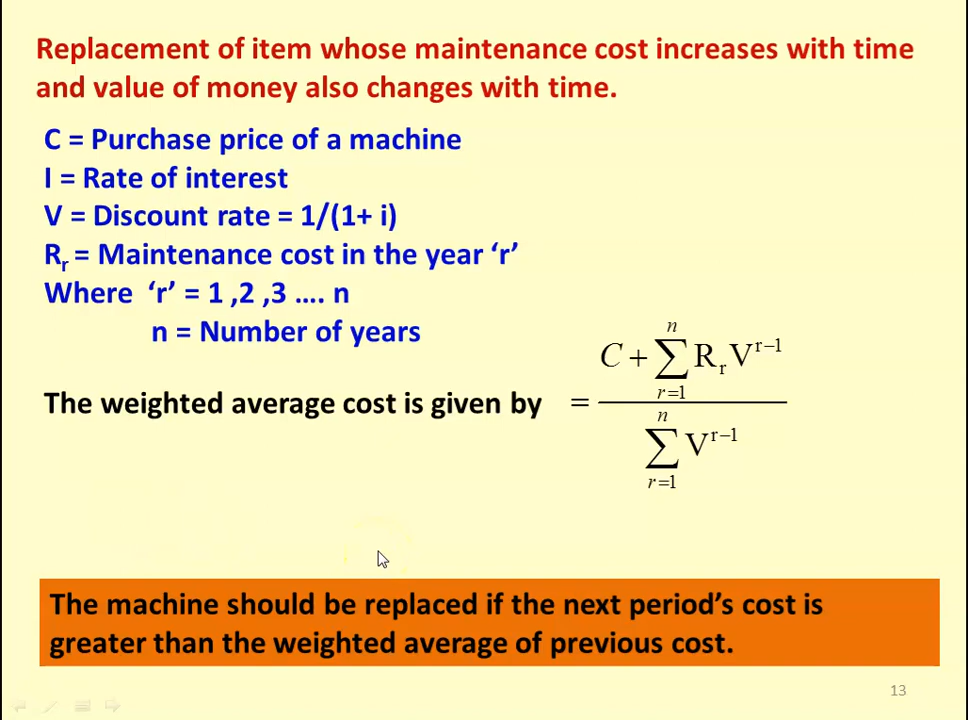 Replacement of item whose maintenance cost increases with time
and value of money also changes with time.
C = Purchase price of a machine
I = Rate of interest
V = Discount rate = 1/(1+ i)
Rr = Maintenance cost in the year ‘r’
Where ‘r’ = 1 ,2 ,3 .... n
n = Number of years
The weighted average cost is given by
= (C + ∑_{r=1}^{n} R_r V^{r−1}) / (∑_{r=1}^{n} V^{r−1})
The machine should be replaced if the next period’s cost is
greater than the weighted average of previous cost.
13